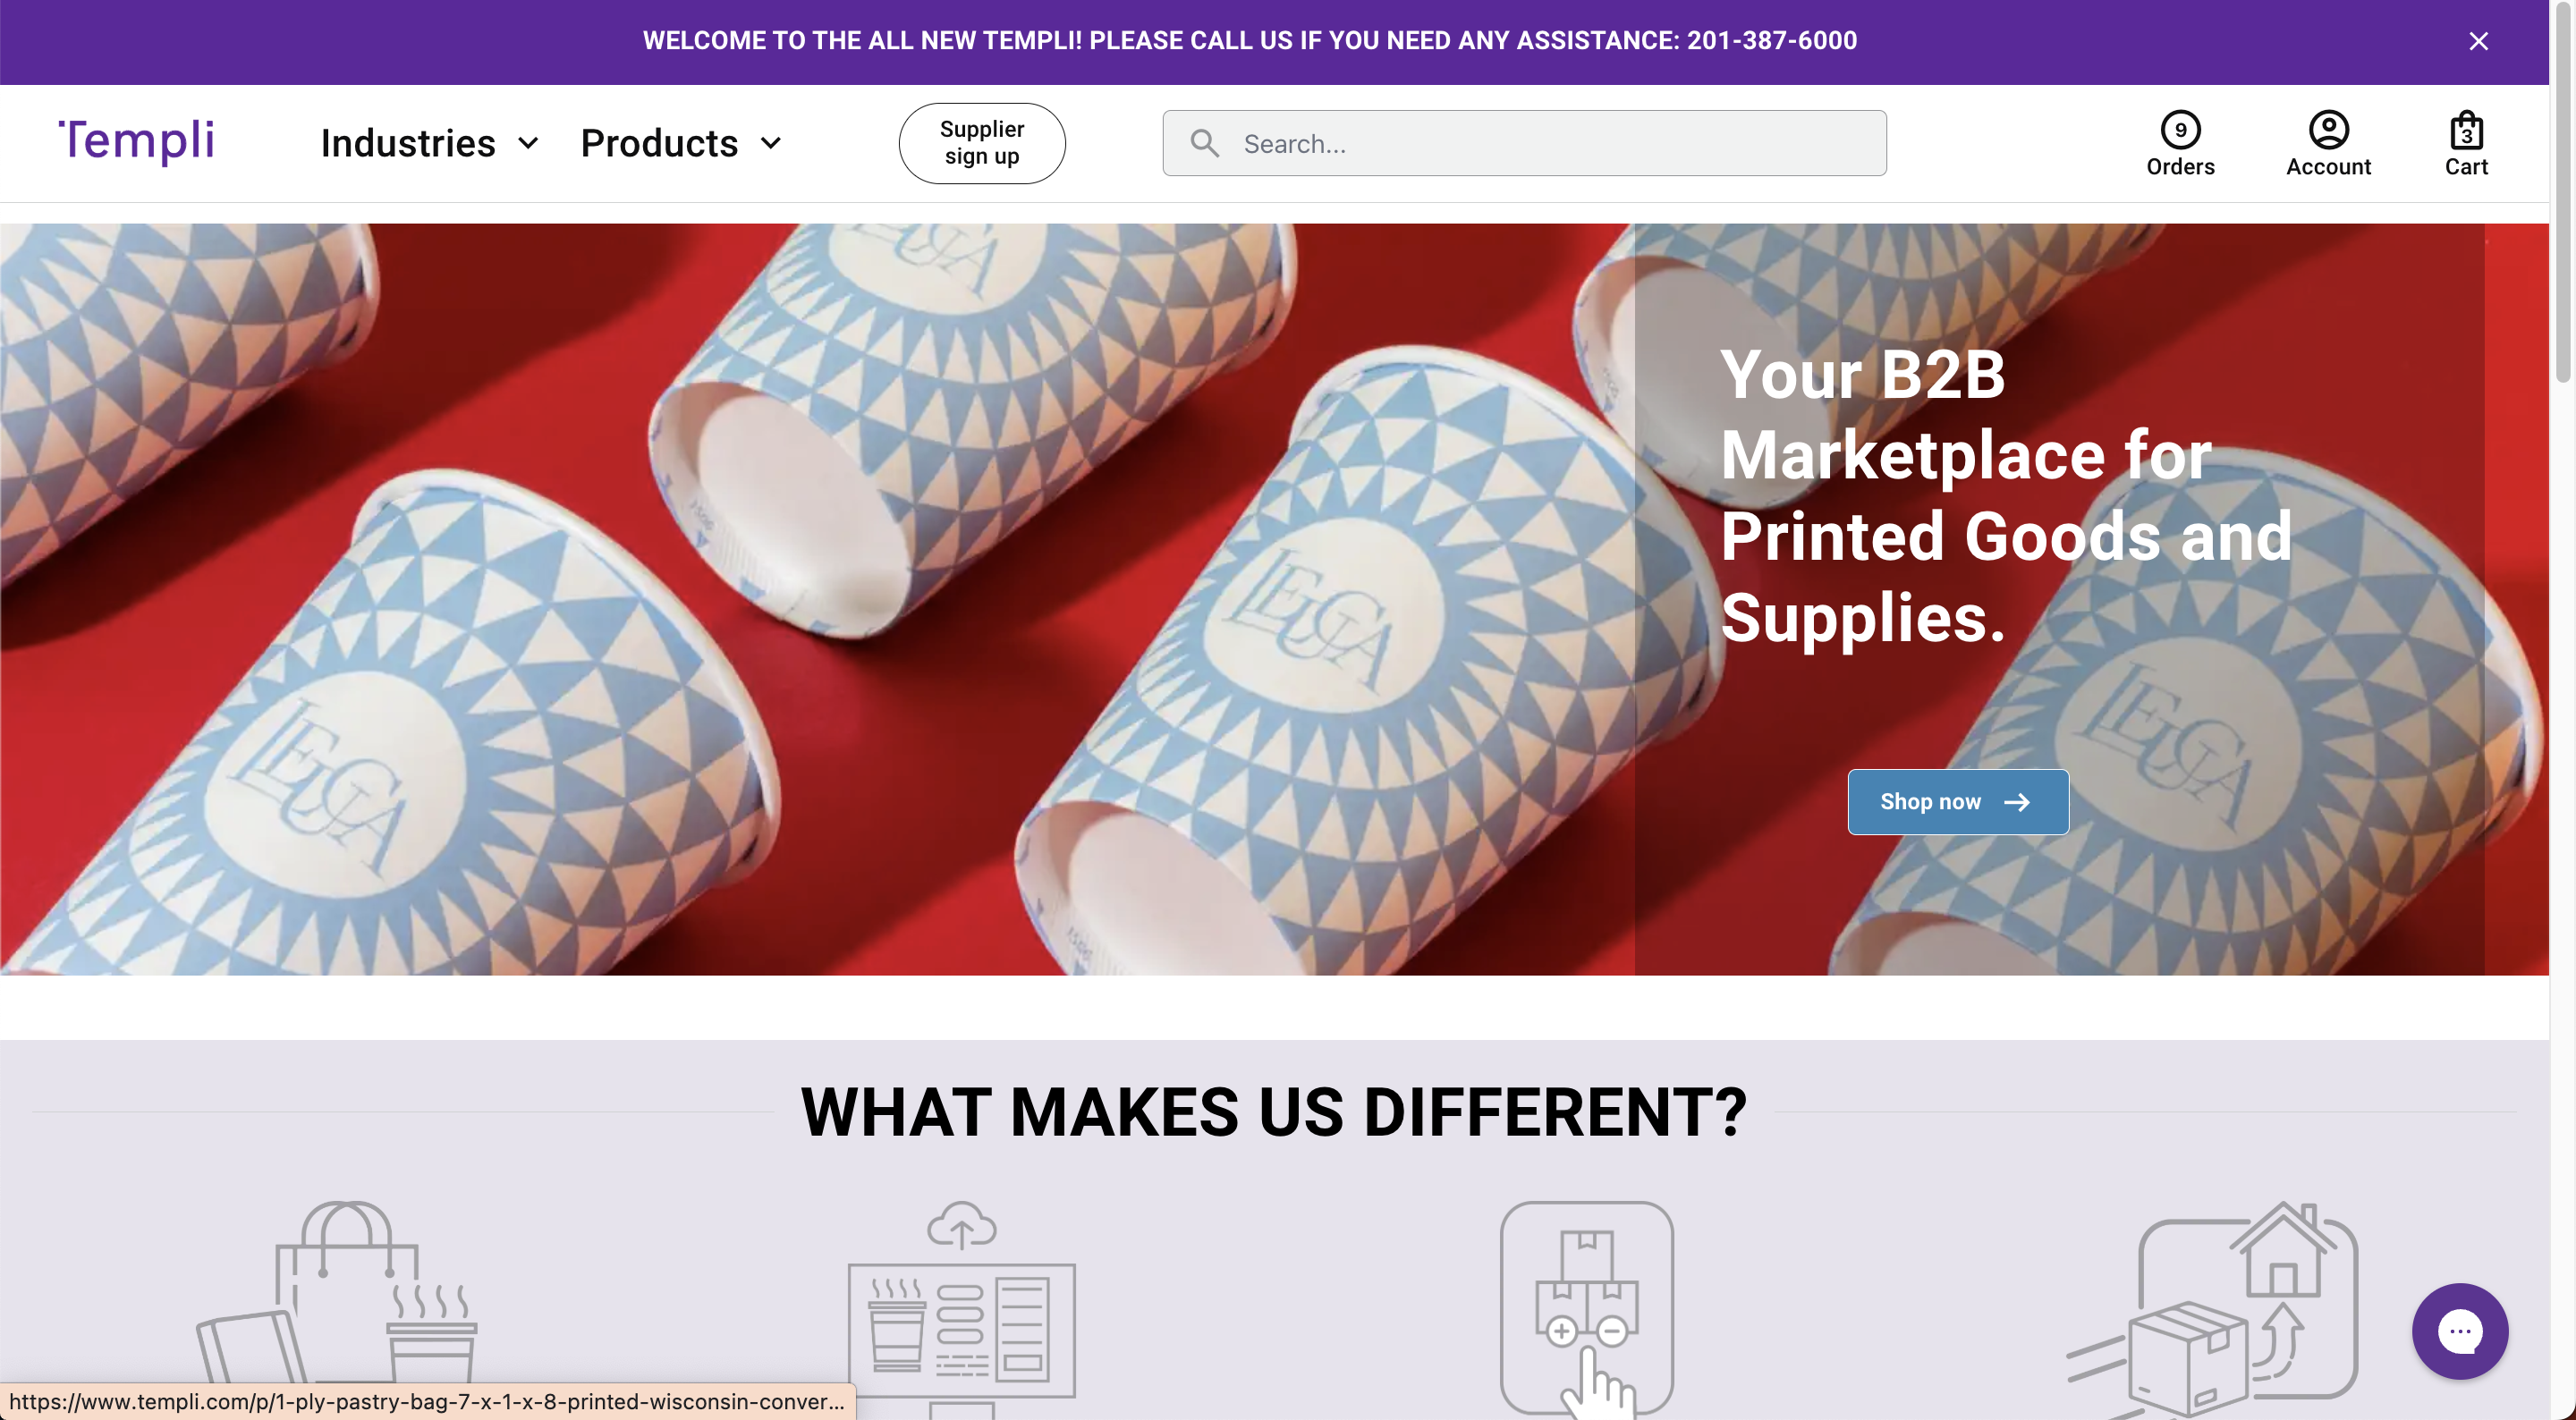 WELCOME TO THE ALL NEW TEMPLI! PLEASE CALL US IF YOU NEED ANY ASSISTANCE: 201-387-6000
Templi
Industries
Products
Supplier
sign up
Search...
9
Orders
Account
3
Cart
Your B2B
Marketplace for
Printed Goods and
Supplies.
Shop now
WHAT MAKES US DIFFERENT?
https://www.templi.com/p/1-ply-pastry-bag-7-x-1-x-8-printed-wisconsin-conver...